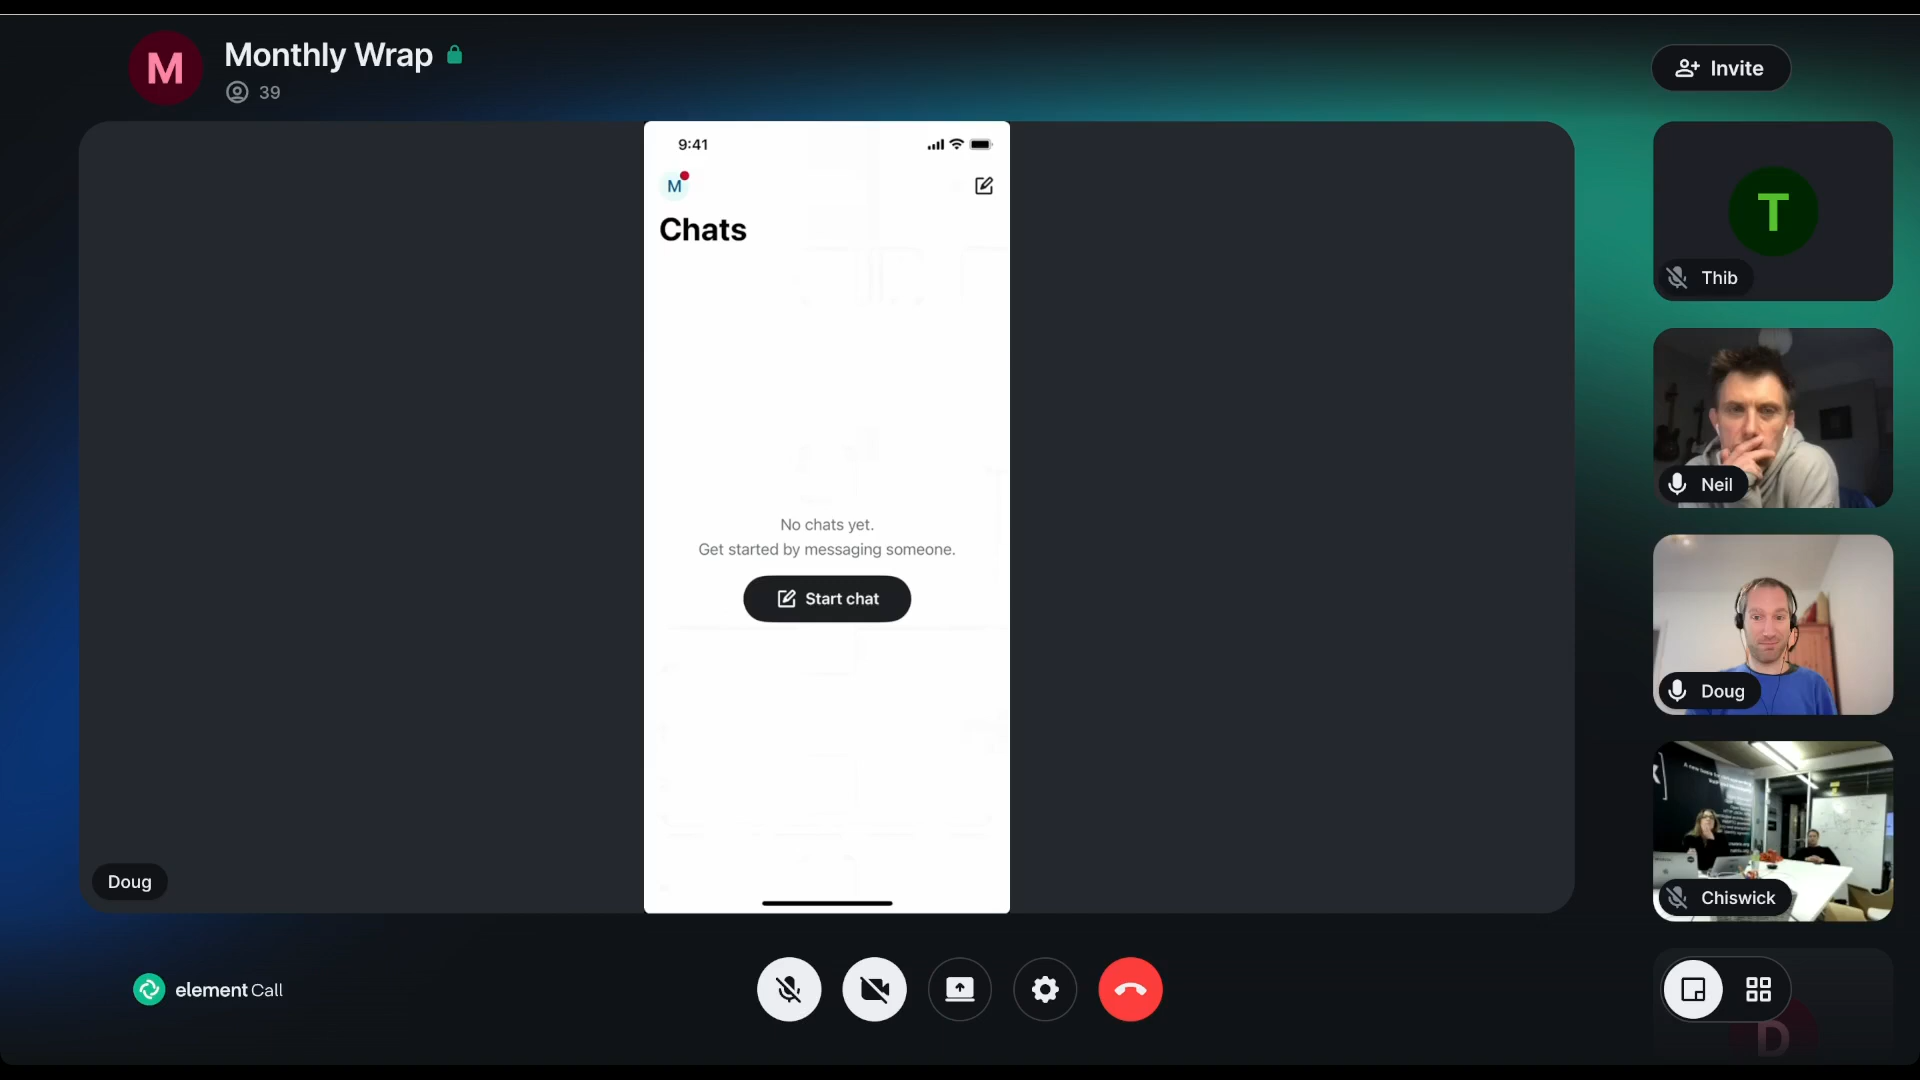 M
Monthly Wrap
39
Invite
9:41
M
Chats
No chats yet.
Get started by messaging someone.
Start chat
Doug
T
Thib
Neil
Doug
Chiswick
element Call
D